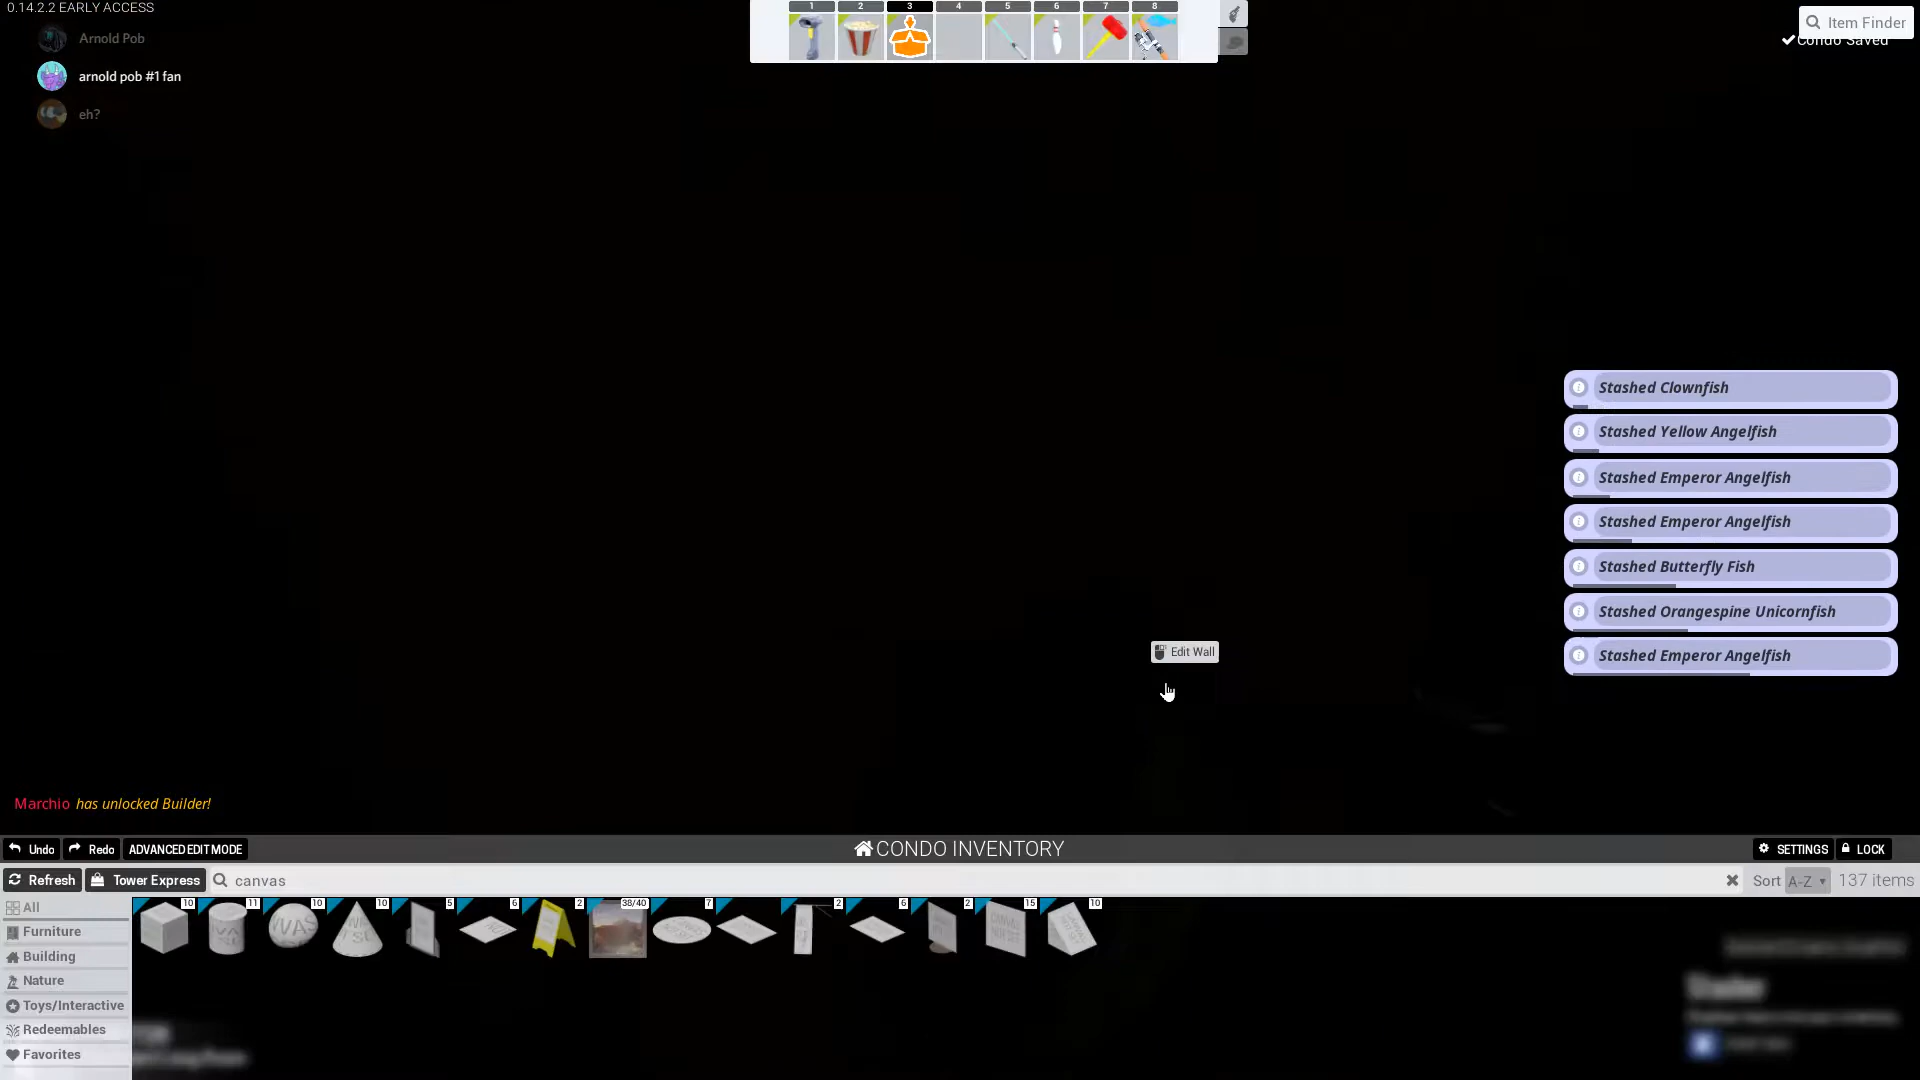 0.14.2.2 EARLY ACCESS
1 2 3 4 5 6 7 8
Item Finder
Condo Saved
Arnold Pob
arnold pob #1 fan
eh?
Stashed Clownfish
Stashed Yellow Angelfish
Stashed Emperor Angelfish
Stashed Emperor Angelfish
Stashed Butterfly Fish
Stashed Orangespine Unicornfish
Stashed Emperor Angelfish
Edit Wall
Marchio has unlocked Builder!
Undo Redo ADVANCED EDIT MODE CONDO INVENTORY SETTINGS LOCK
Refresh Tower Express canvas Sort A-Z 137 items
All
Furniture
Building
Nature
Toys/Interactive
Redeemables
Favorites
10 11 10 10 5 6 2 38/40 7 2 6 2 15 10